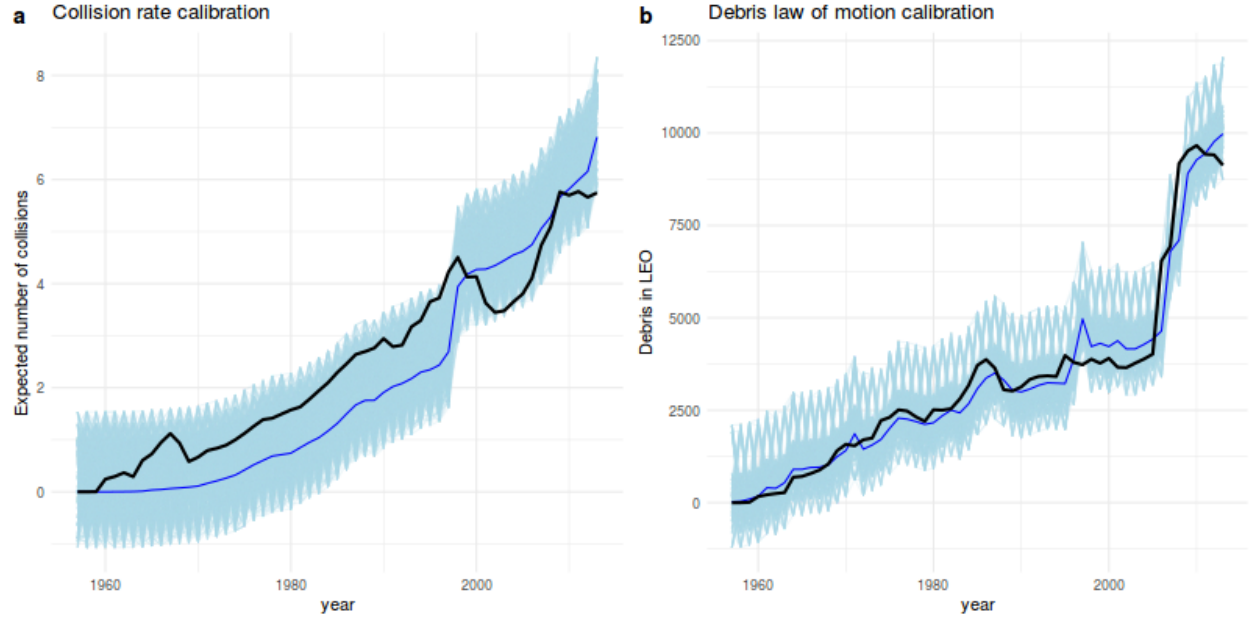 a Collision rate calibration
Expected number of collisions
8
6
4
2
0
1960 1980 2000
year
b Debris law of motion calibration
Debris in LEO
12500
10000
7500
5000
2500
0
1960 1980 2000
year